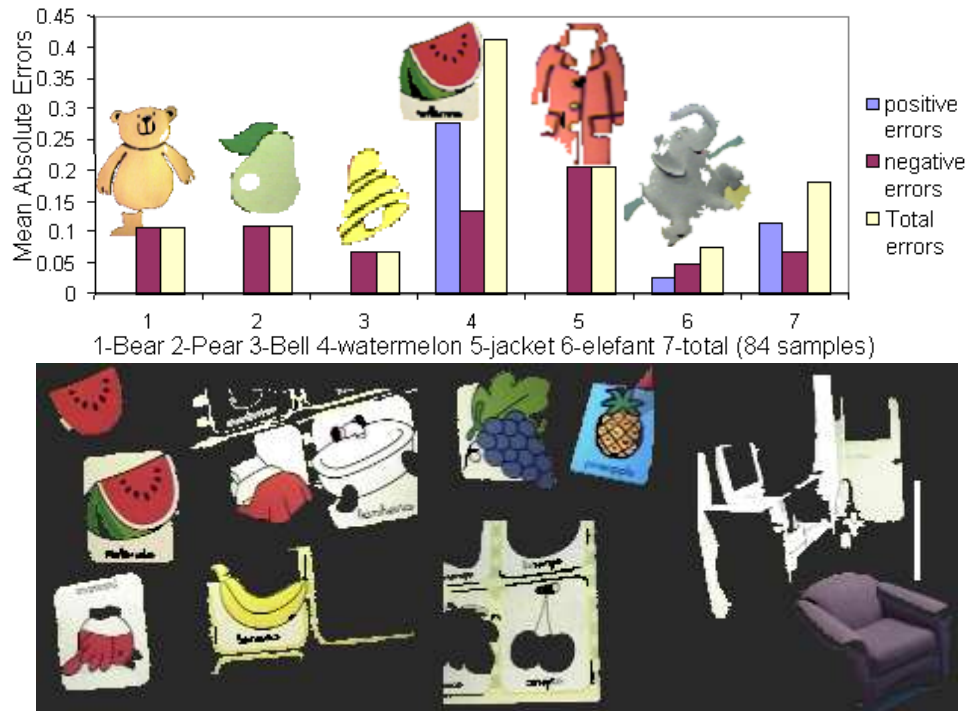 Mean Absolute Errors
0.45
0.4
0.35
0.3
0.25
0.2
0.15
0.1
0.05
0
1 2 3 4 5 6 7
1-Bear 2-Pear 3-Bell 4-watermelon 5-jacket 6-elefant 7-total (84 samples)
positive
errors
negative
errors
Total
errors
pineapple
bananas